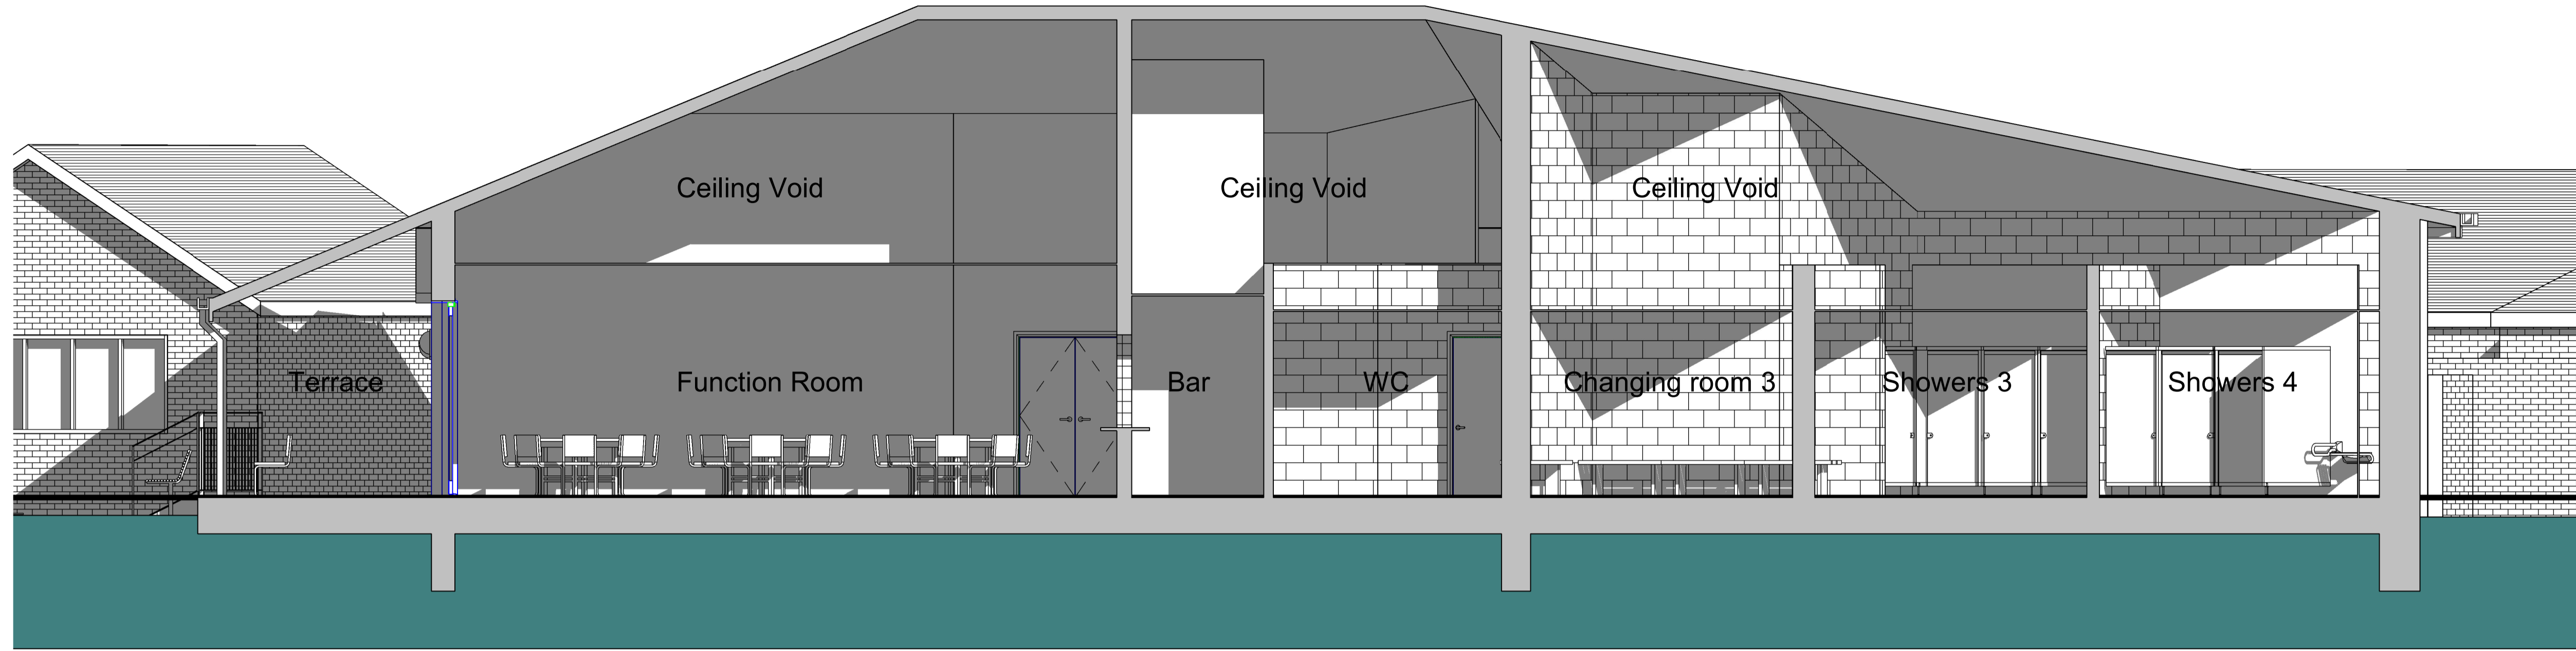 Ceiling Void
Ceiling Void
Ceiling Void
Terrace
Function Room
Bar
WC
Changing room 3
Showers 3
Showers 4